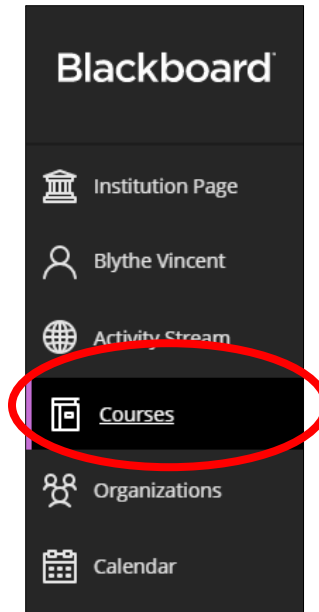 Blackboard
Institution Page
Blythe Vincent
Activity Stream
Courses
Organizations
Calendar